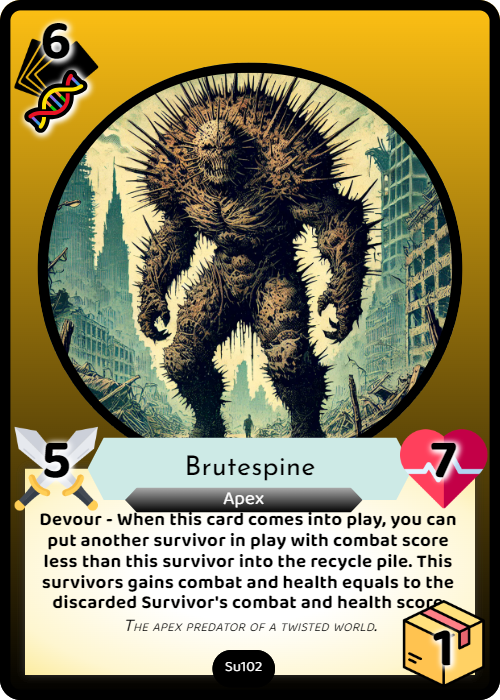 6
5
Brutespine
7
Apex
Devour - When this card comes into play, you can
put another survivor in play with combat score
less than this survivor into the recycle pile. This
survivors gains combat and health equals to the
discarded Survivor's combat and health score
The apex predator of a twisted world.
1
Su102